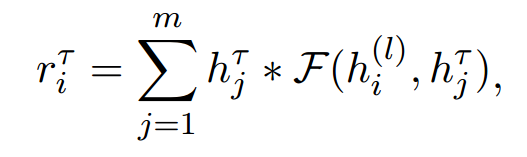 r_i^τ = \sum_{j=1}^{m} h_j^τ * \mathcal{F}(h_i^{(l)}, h_j^τ),